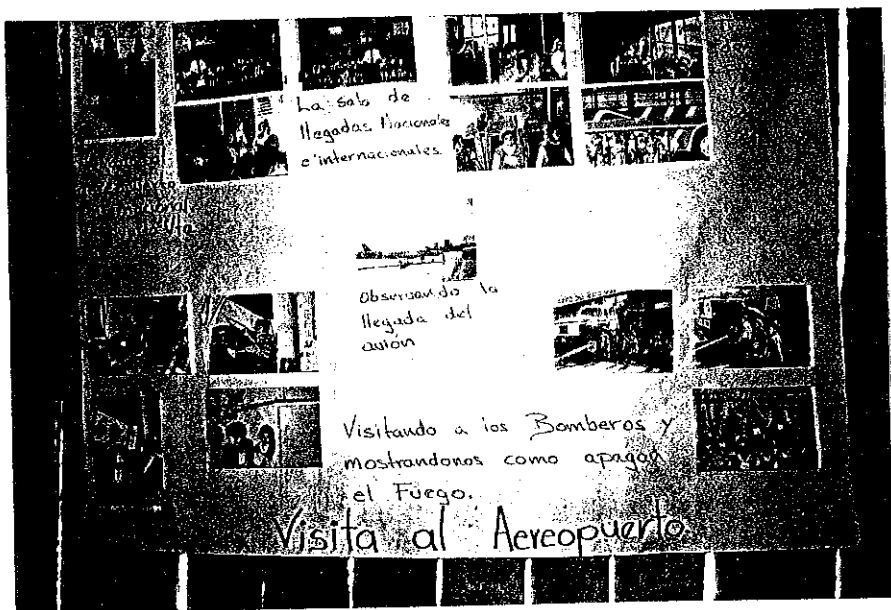 La sala de
llegadas Nacionales
e internacionales.
Observando la
llegada del
avión
Visitando a los Bomberos y
mostrandonos como apagan
el Fuego.
Visita al Aereopuerto